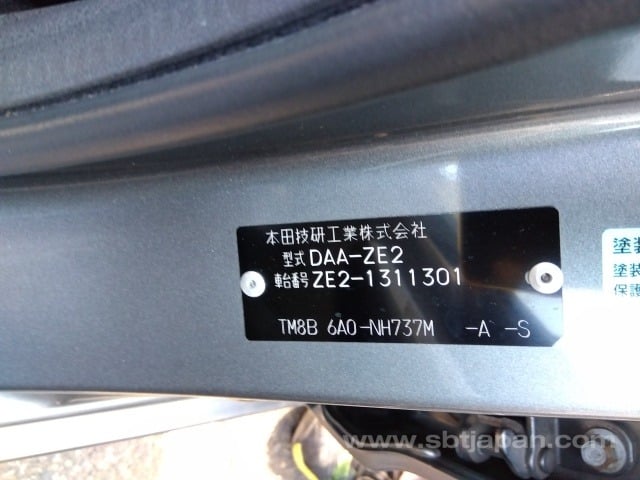 本田技研工業株式会社
型式 DAA-ZE2
車台番号 ZE2-1311301
TM8B 6A0-NH737M -A -S
塗装
塗装
保護
www.sbtjapan.com